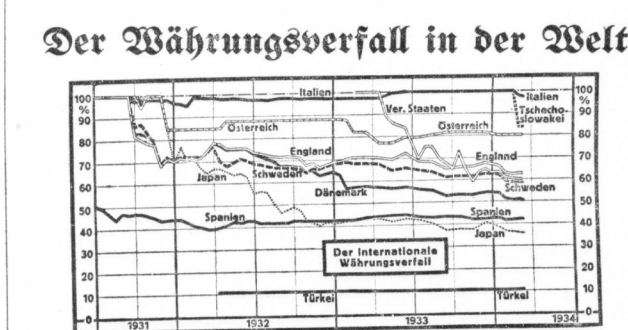 Der Währungsverfall in der Welt
100
%
90
80
70
60
50
40
30
20
10
0
Italien
Ver. Staaten
Österreich
Österreich
England
England
Japan
Schweden
Dänemark
Schweden
Spanien
Spanien
Japan
Italien
Tschecho-
slowakei
Der internationale
Währungsverfall
Türkei
Türkei
100
%
90
80
70
60
50
40
30
20
10
0
1931
1932
1933
1934